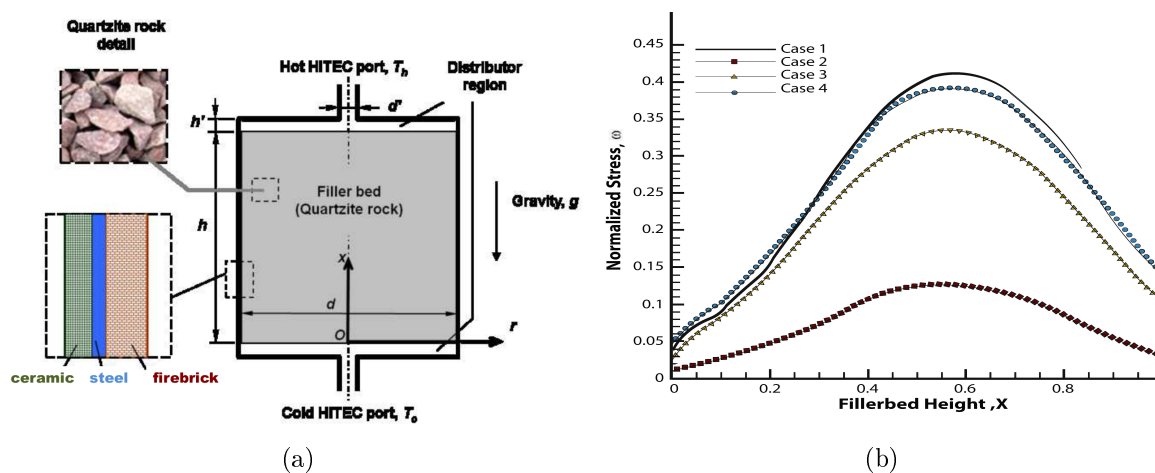 Quartzite rock
detail
Hot HITEC port, Th
Distributor
region
d"
h'
Filler bed
(Quartzite rock)
Gravity, g
h
x
d
O
r
ceramic steel firebrick
Cold HITEC port, To
(a)
0.45
0.4
0.35
0.3
0.25
0.2
0.15
0.1
0.05
0
Normalized Stress, ω
Case 1
Case 2
Case 3
Case 4
0 0.2 0.4 0.6 0.8
Fillerbed Height ,X
(b)